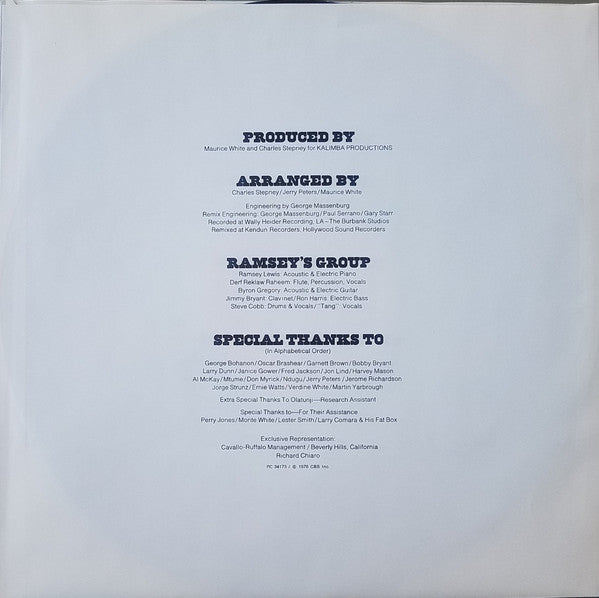 PRODUCED BY
Maurice White and Charles Stepney for KALIMBA PRODUCTIONS
ARRANGED BY
Charles Stepney/Jerry Peters/Maurice White
Engineering by George Massenburg
Remix Engineering: George Massenburg/Paul Serrano/Gary Starr
Recorded at Wally Heider Recording, LA—The Burbank Studios
Remixed at Kendun Recorders, Hollywood Sound Recorders
RAMSEY'S GROUP
Ramsey Lewis: Acoustic & Electric Piano
Derf Reklaw Raheem: Flute, Percussion, Vocals
Byron Gregory: Acoustic & Electric Guitar
Jimmy Bryant: Clavinet/Ron Harris: Electric Bass
Steve Cobb: Drums & Vocals/"Tang": Vocals
SPECIAL THANKS TO
(In Alphabetical Order)
George Bohanon/Oscar Brashear/Garnett Brown/Bobby Bryant
Larry Dunn/Janice Gower/Fred Jackson/Jon Lind/Harvey Mason
Al McKay/Mtume/Don Myrick/Ndugu/Jerry Peters/Jerome Richardson
Jorge Strunz/Ernie Watts/Verdine White/Martin Yarbrough
Extra Special Thanks To Olatunji—Research Assistant
Special Thanks to—For Their Assistance
Perry Jones/Monte White/Lester Smith/Larry Comara & His Fat Box
Exclusive Representation:
Cavallo-Ruffalo Management/Beverly Hills, California
Richard Chiaro
PC 34173 / © 1976 CBS Inc.